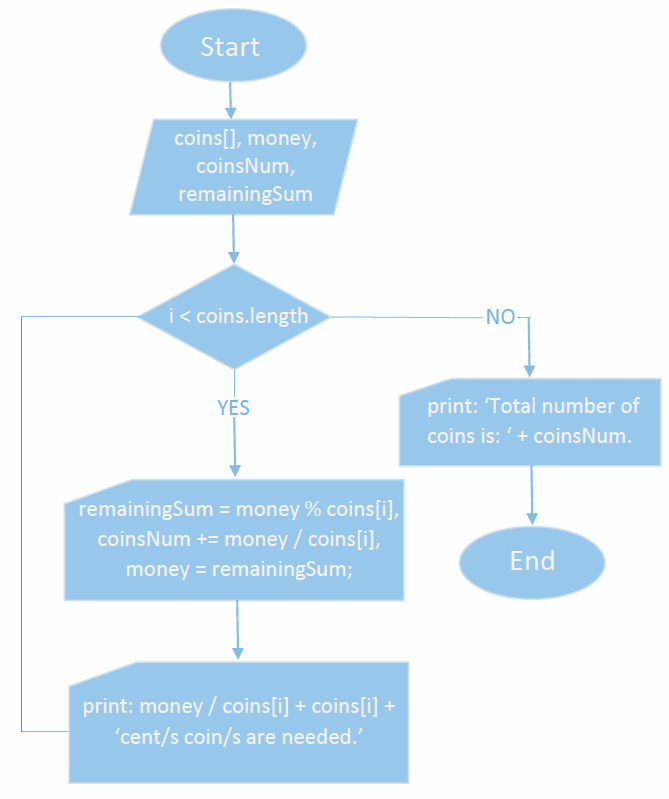 Start
coins[], money,
coinsNum,
remainingSum
i < coins.length
NO
YES
print: ‘Total number of
coins is: ‘ + coinsNum.
remainingSum = money % coins[i],
coinsNum += money / coins[i],
money = remainingSum;
End
print: money / coins[i] + coins[i] +
‘cent/s coin/s are needed.’